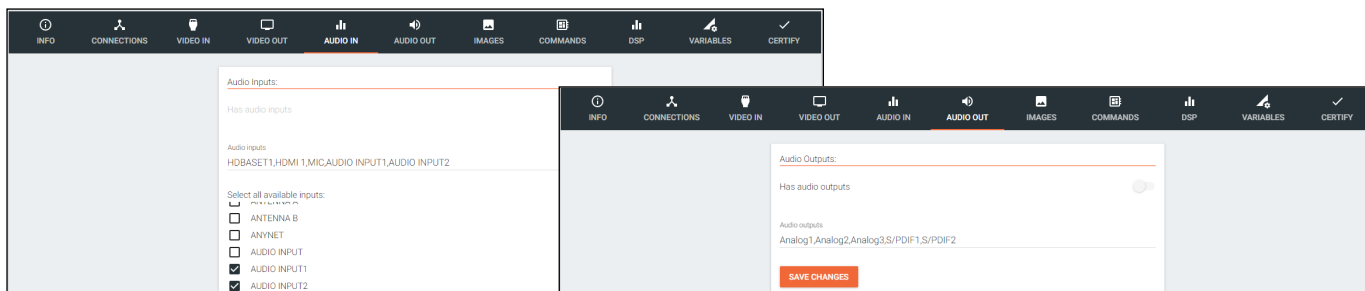 INFO CONNECTIONS VIDEO IN VIDEO OUT AUDIO IN AUDIO OUT IMAGES COMMANDS DSP VARIABLES CERTIFY
Audio Inputs:
Has audio inputs
Audio inputs
HDBASET1,HDMI 1,MIC,AUDIO INPUT1,AUDIO INPUT2
Select all available inputs:
ANTENNA A
ANTENNA B
ANYNET
AUDIO INPUT
AUDIO INPUT1
AUDIO INPUT2
INFO CONNECTIONS VIDEO IN VIDEO OUT AUDIO IN AUDIO OUT IMAGES COMMANDS DSP VARIABLES CERTIFY
Audio Outputs:
Has audio outputs
Audio outputs
Analog1,Analog2,Analog3,S/PDIF1,S/PDIF2
SAVE CHANGES